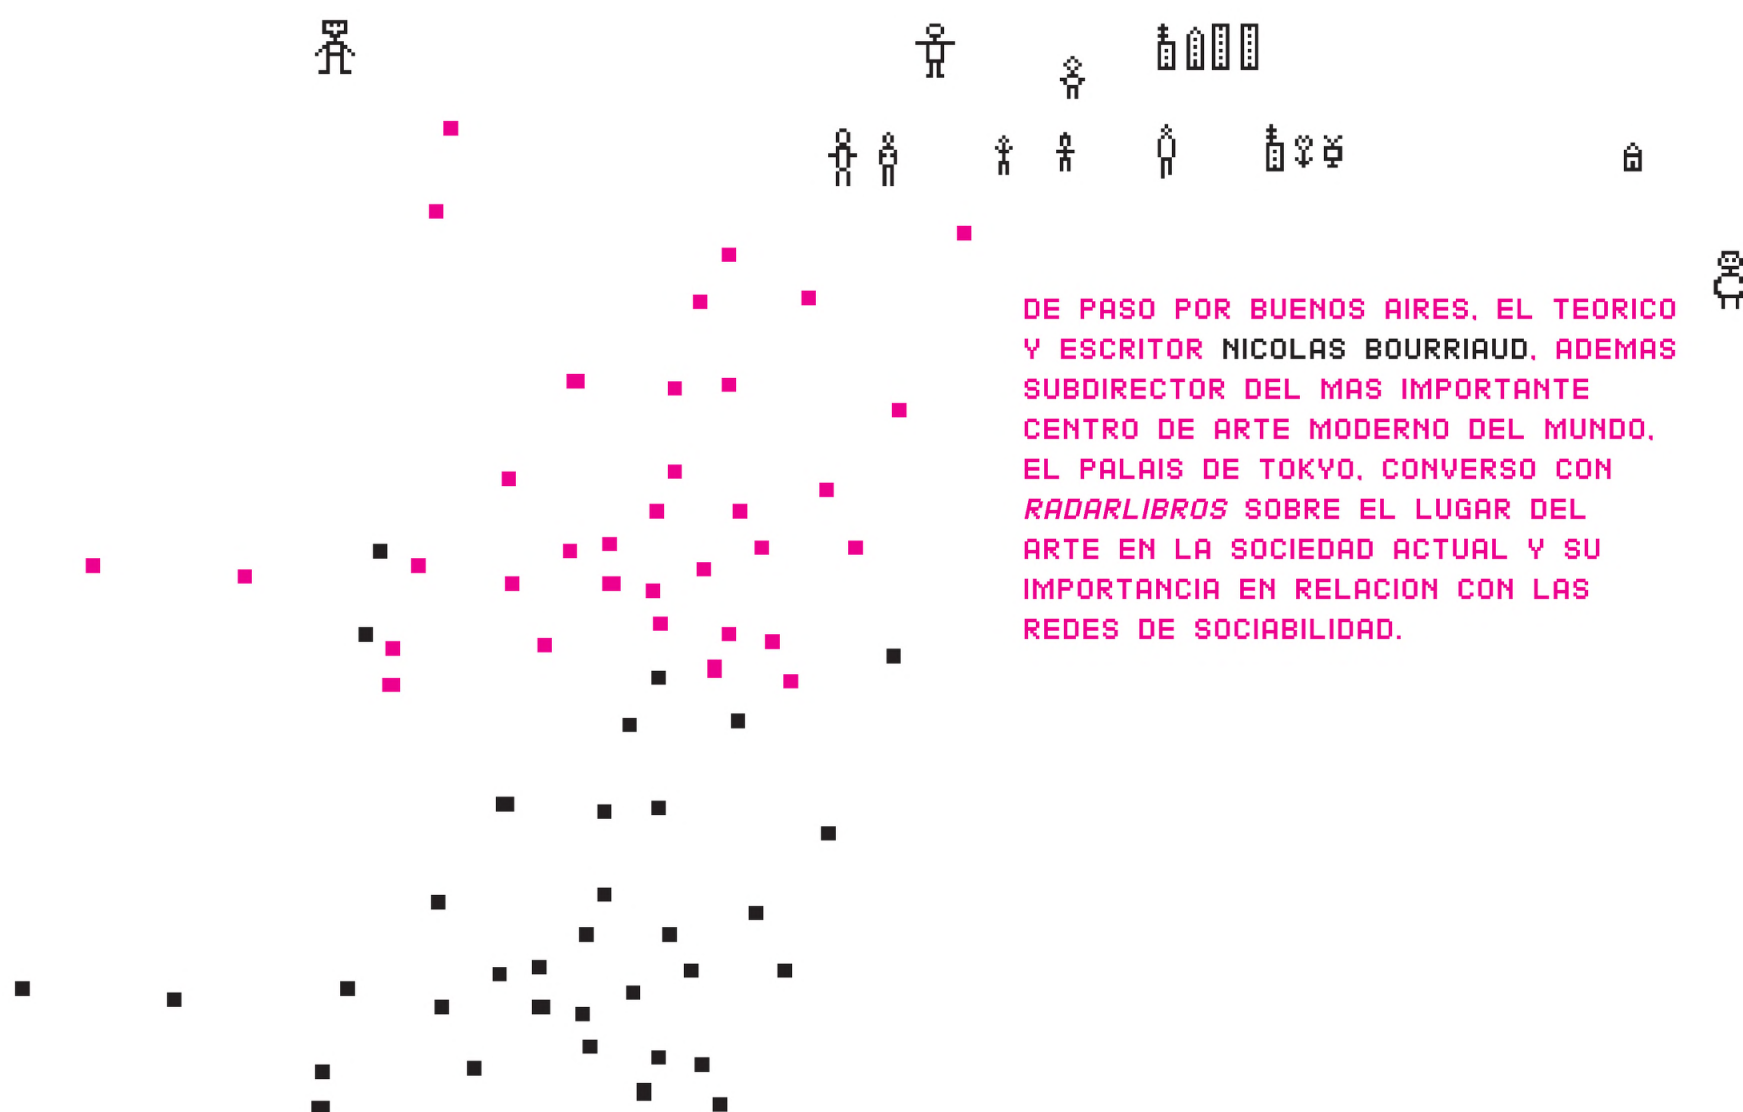 DE PASO POR BUENOS AIRES, EL TEORICO
Y ESCRITOR NICOLAS BOURRIAUD, ADEMAS
SUBDIRECTOR DEL MAS IMPORTANTE
CENTRO DE ARTE MODERNO DEL MUNDO,
EL PALAIS DE TOKYO, CONVERSO CON
RADARLIBROS SOBRE EL LUGAR DEL
ARTE EN LA SOCIEDAD ACTUAL Y SU
IMPORTANCIA EN RELACION CON LAS
REDES DE SOCIABILIDAD.